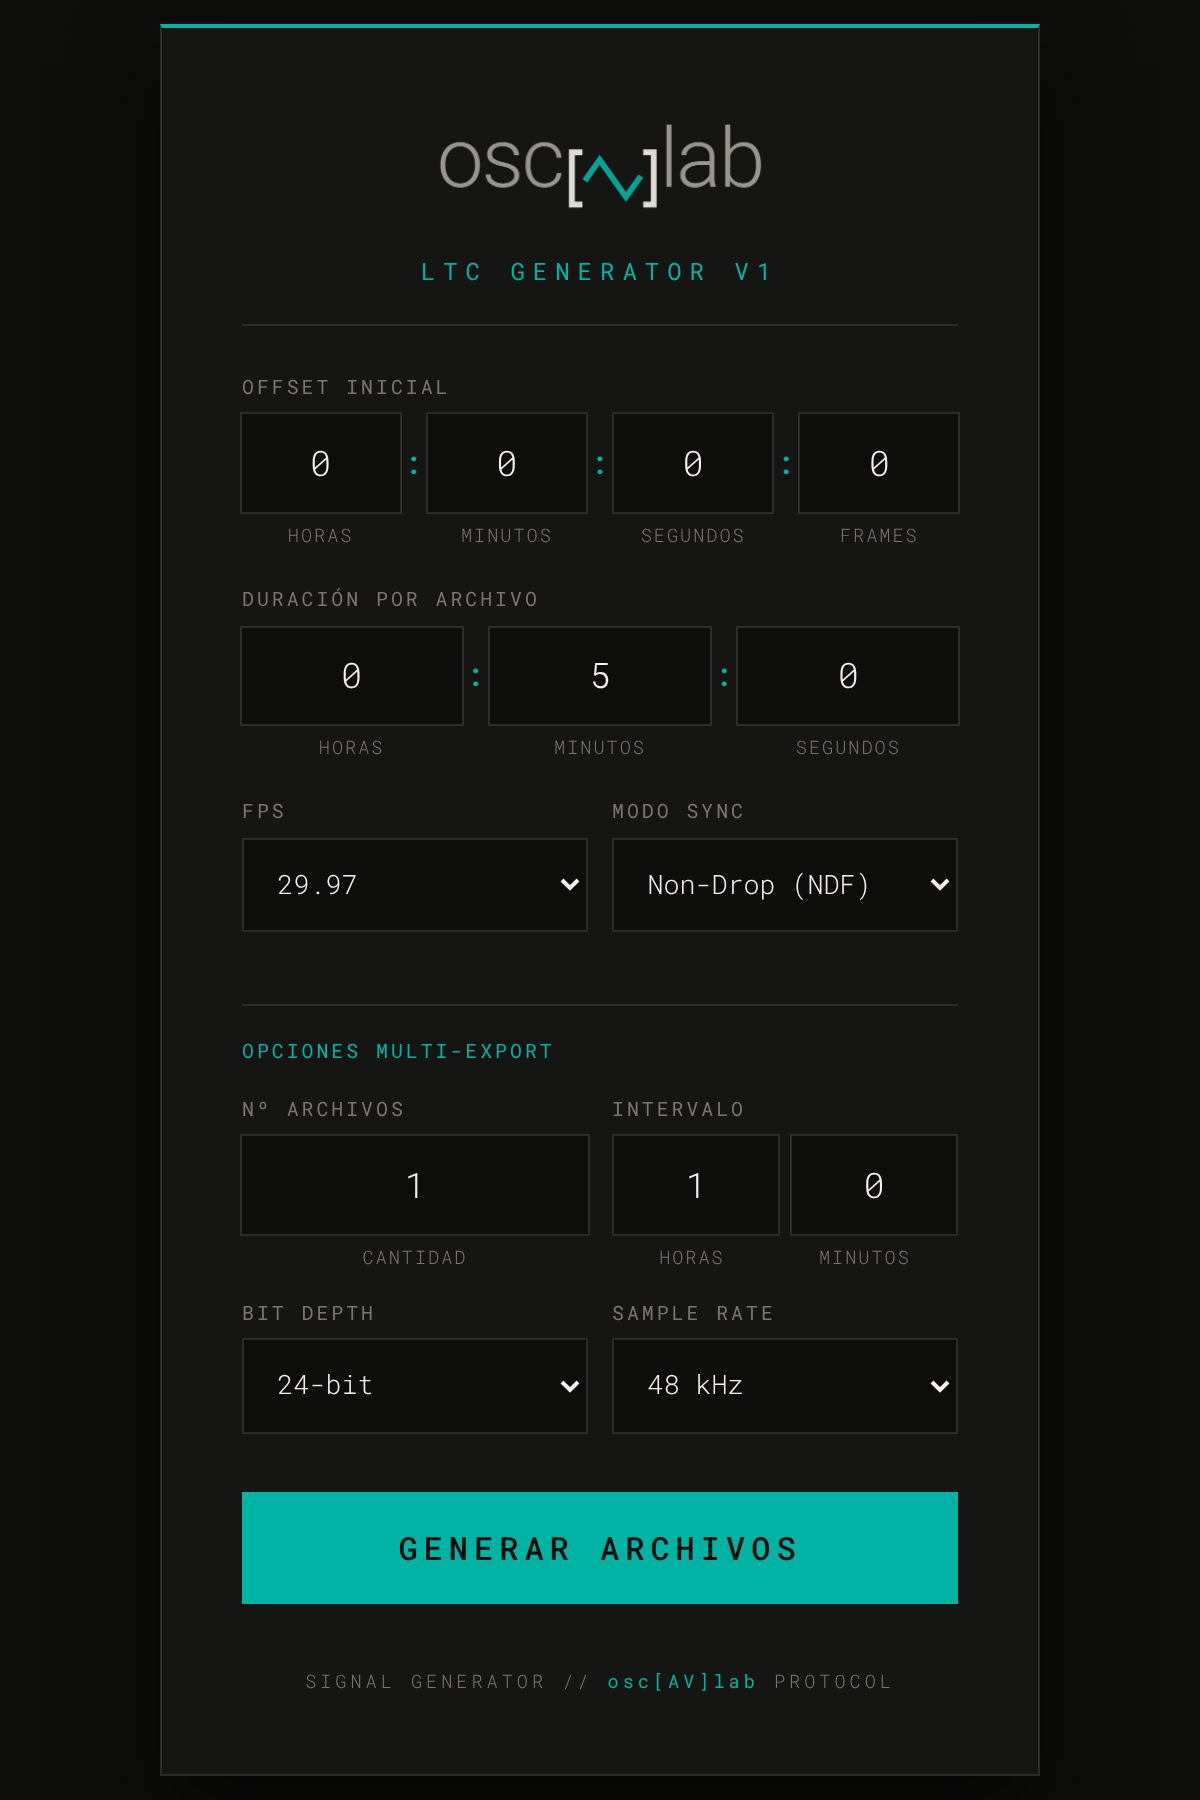 osc[∿]lab
LTC GENERATOR V1
OFFSET INICIAL
0 : 0 : 0 : 0
HORAS MINUTOS SEGUNDOS FRAMES
DURACIÓN POR ARCHIVO
0 : 5 : 0
HORAS MINUTOS SEGUNDOS
FPS MODO SYNC
29.97 Non-Drop (NDF)
OPCIONES MULTI-EXPORT
Nº ARCHIVOS INTERVALO
1 1 0
CANTIDAD HORAS MINUTOS
BIT DEPTH SAMPLE RATE
24-bit 48 kHz
GENERAR ARCHIVOS
SIGNAL GENERATOR // osc[AV]lab PROTOCOL